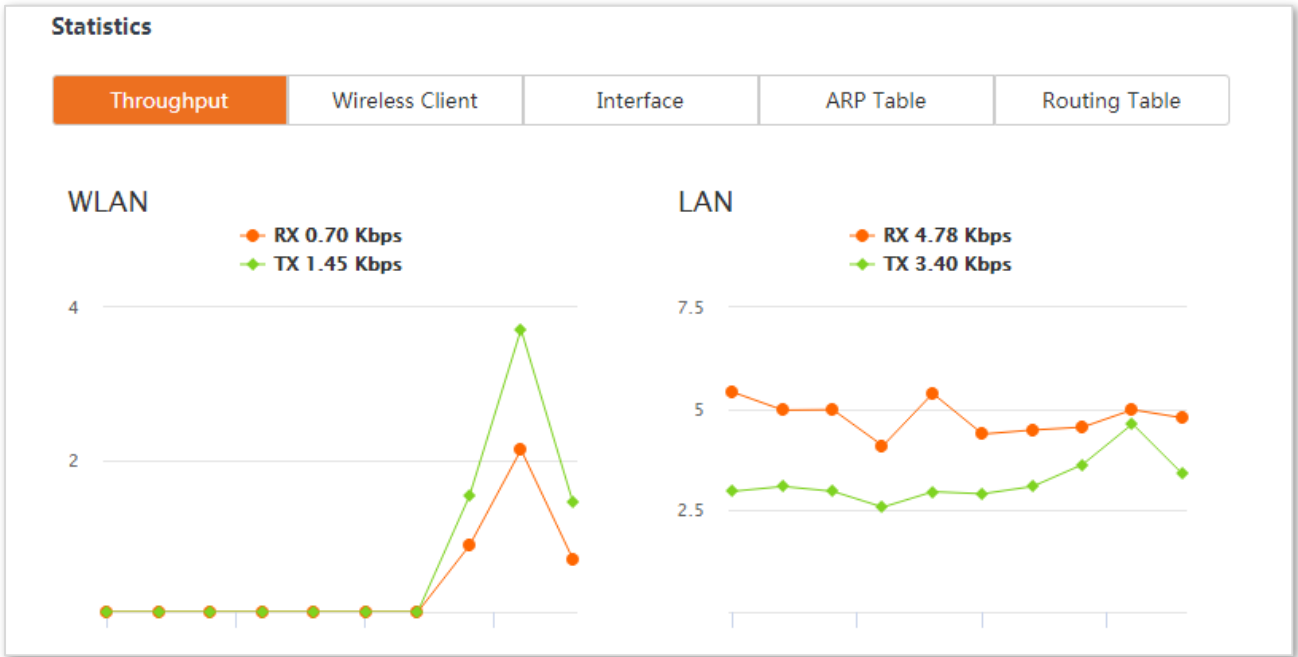 Statistics
Throughput Wireless Client Interface ARP Table Routing Table
WLAN
RX 0.70 Kbps
TX 1.45 Kbps
4
2
LAN
RX 4.78 Kbps
TX 3.40 Kbps
7.5
5
2.5